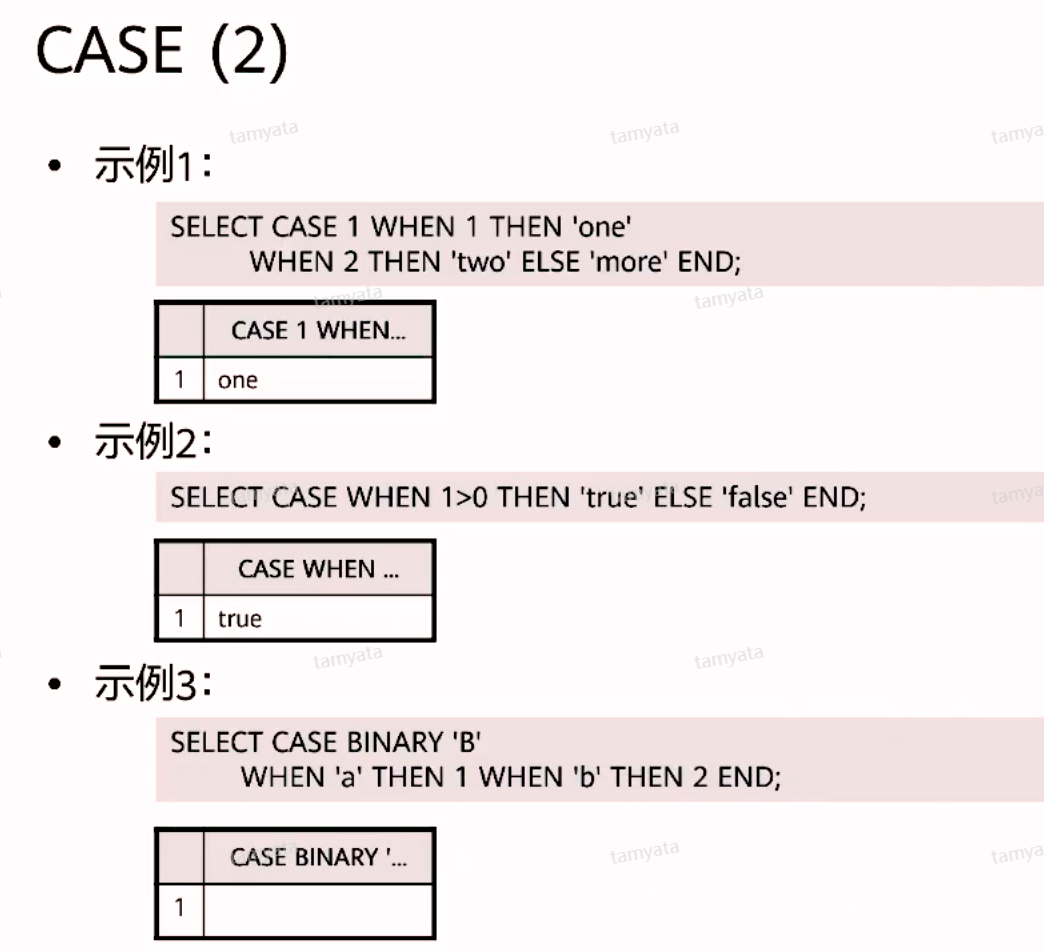 CASE (2)
• 示例1：
SELECT CASE 1 WHEN 1 THEN 'one'
WHEN 2 THEN 'two' ELSE 'more' END;
CASE 1 WHEN...
1 one
• 示例2：
SELECT CASE WHEN 1>0 THEN 'true' ELSE 'false' END;
CASE WHEN ...
1 true
• 示例3：
SELECT CASE BINARY 'B'
WHEN 'a' THEN 1 WHEN 'b' THEN 2 END;
CASE BINARY '...
1
tamyata
tamyata
tamya
tamyata
tamyata
tamyata
tamyata
tamya
tamyata
tamyata
tamyata
tamyata
tamya